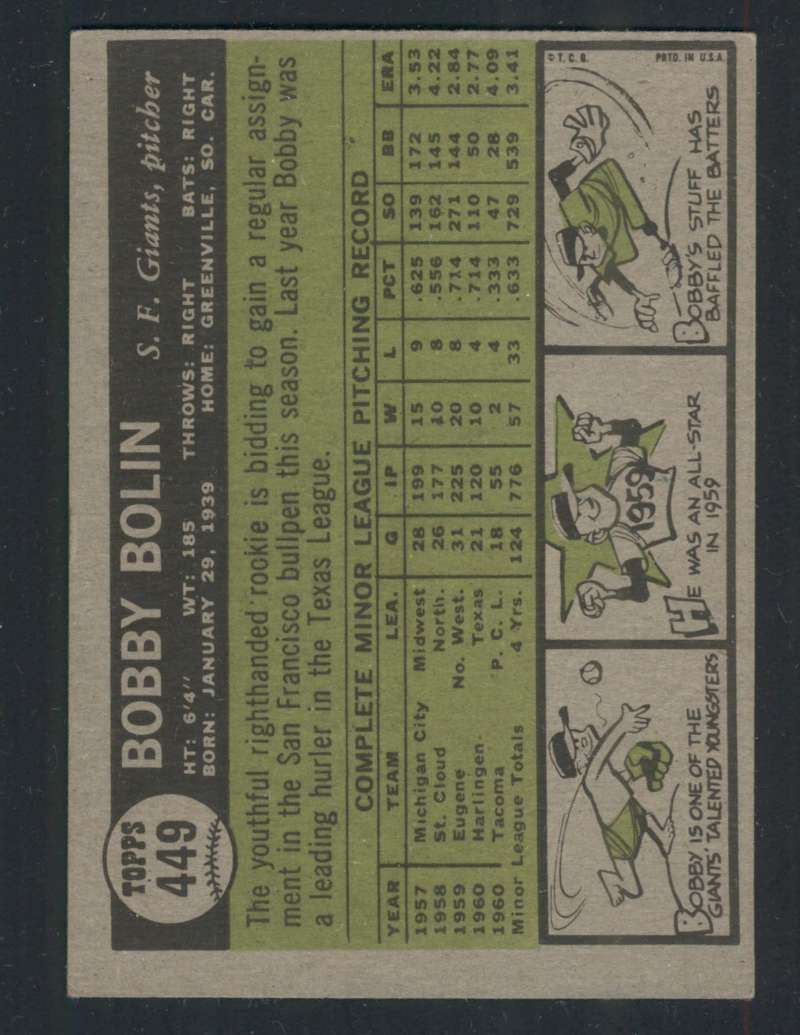 TOPPS
449
BOBBY BOLIN S. F. Giants, pitcher
HT: 6'4" WT: 185 THROWS: RIGHT BATS: RIGHT
BORN: JANUARY 29, 1939 HOME: GREENVILLE, SO. CAR.
The youthful righthanded rookie is bidding to gain a regular assign-
ment in the San Francisco bullpen this season. Last year Bobby was
a leading hurler in the Texas League.
COMPLETE MINOR LEAGUE PITCHING RECORD
YEAR TEAM LEA. G IP W L PCT SO BB ERA
1957 Michigan City Midwest 28 199 15 9 .625 139 172 3.53
1958 St. Cloud North. 26 177 10 8 .556 162 145 4.22
1959 Eugene No. West. 31 225 20 8 .714 271 144 2.84
1960 Harlingen Texas 21 120 10 4 .714 110 50 2.77
1960 Tacoma P. C. L. 18 55 2 4 .333 47 28 4.09
Minor League Totals 4 Yrs. 124 776 57 33 .633 729 539 3.41
BOBBY IS ONE OF THE
GIANTS' TALENTED YOUNGSTERS
1959
HE WAS AN ALL-STAR
IN 1959
© T. C. G. PRTD. IN U.S.A.
BOBBY'S STUFF HAS
BAFFLED THE BATTERS